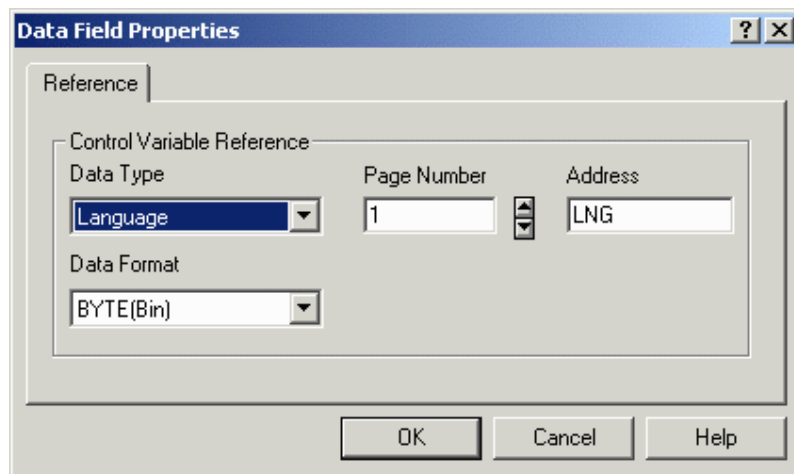 Data Field Properties
?
Reference
Control Variable Reference
Data Type Page Number Address
Language 1 LNG
Data Format
BYTE(Bin)
OK Cancel Help